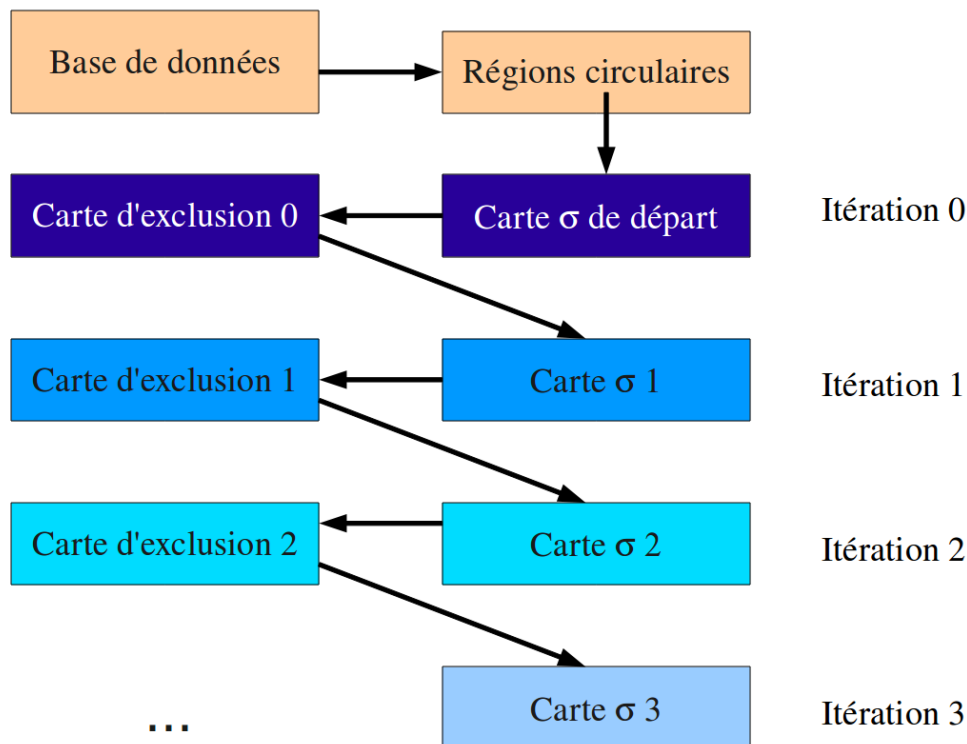 Base de données
Régions circulaires
Carte d'exclusion 0
Carte σ de départ
Itération 0
Carte d'exclusion 1
Carte σ 1
Itération 1
Carte d'exclusion 2
Carte σ 2
Itération 2
...
Carte σ 3
Itération 3